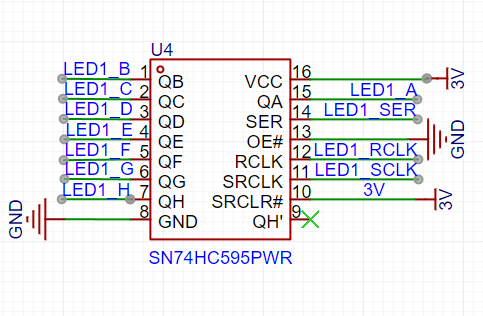 U4
LED1_B 1 QB VCC 16 3V
LED1_C 2 QC QA 15 LED1_A
LED1_D 3 QD SER 14 LED1_SER
LED1_E 4 QE OE# 13 GND
LED1_F 5 QF RCLK 12 LED1_RCLK
LED1_G 6 QG SRCLK 11 LED1_SCLK
LED1_H 7 QH SRCLR# 10 3V 3V
GND 8 GND QH' 9
SN74HC595PWR